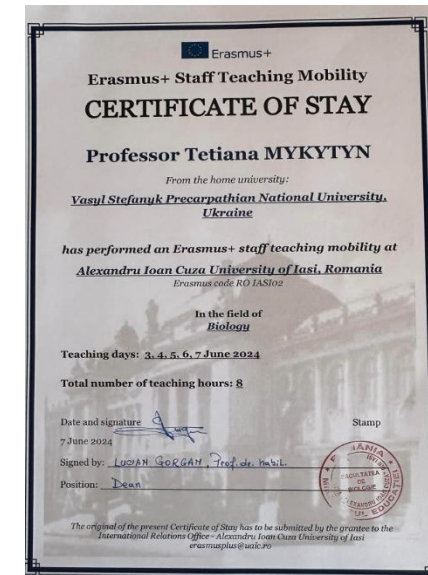 Erasmus+
Erasmus+ Staff Teaching Mobility
CERTIFICATE OF STAY
Professor Tetiana MYKYTYN
From the home university:
Vasyl Stefanyk Precarpathian National University,
Ukraine
has performed an Erasmus+ staff teaching mobility at
Alexandru Ioan Cuza University of Iasi, Romania
Erasmus code RO IASI02
In the field of
Biology
Teaching days: 3, 4, 5, 6, 7 June 2024
Total number of teaching hours: 8
Date and signature
Stamp
7 June 2024
Signed by: LUCIAN GORGAN, Prof. dr. habil.
Position: Dean
FACULTATEA
DE
BIOLOGIE
The original of the present Certificate of Stay has to be submitted by the grantee to the
International Relations Office - Alexandru Ioan Cuza University of Iasi
erasmusplus@uaic.ro